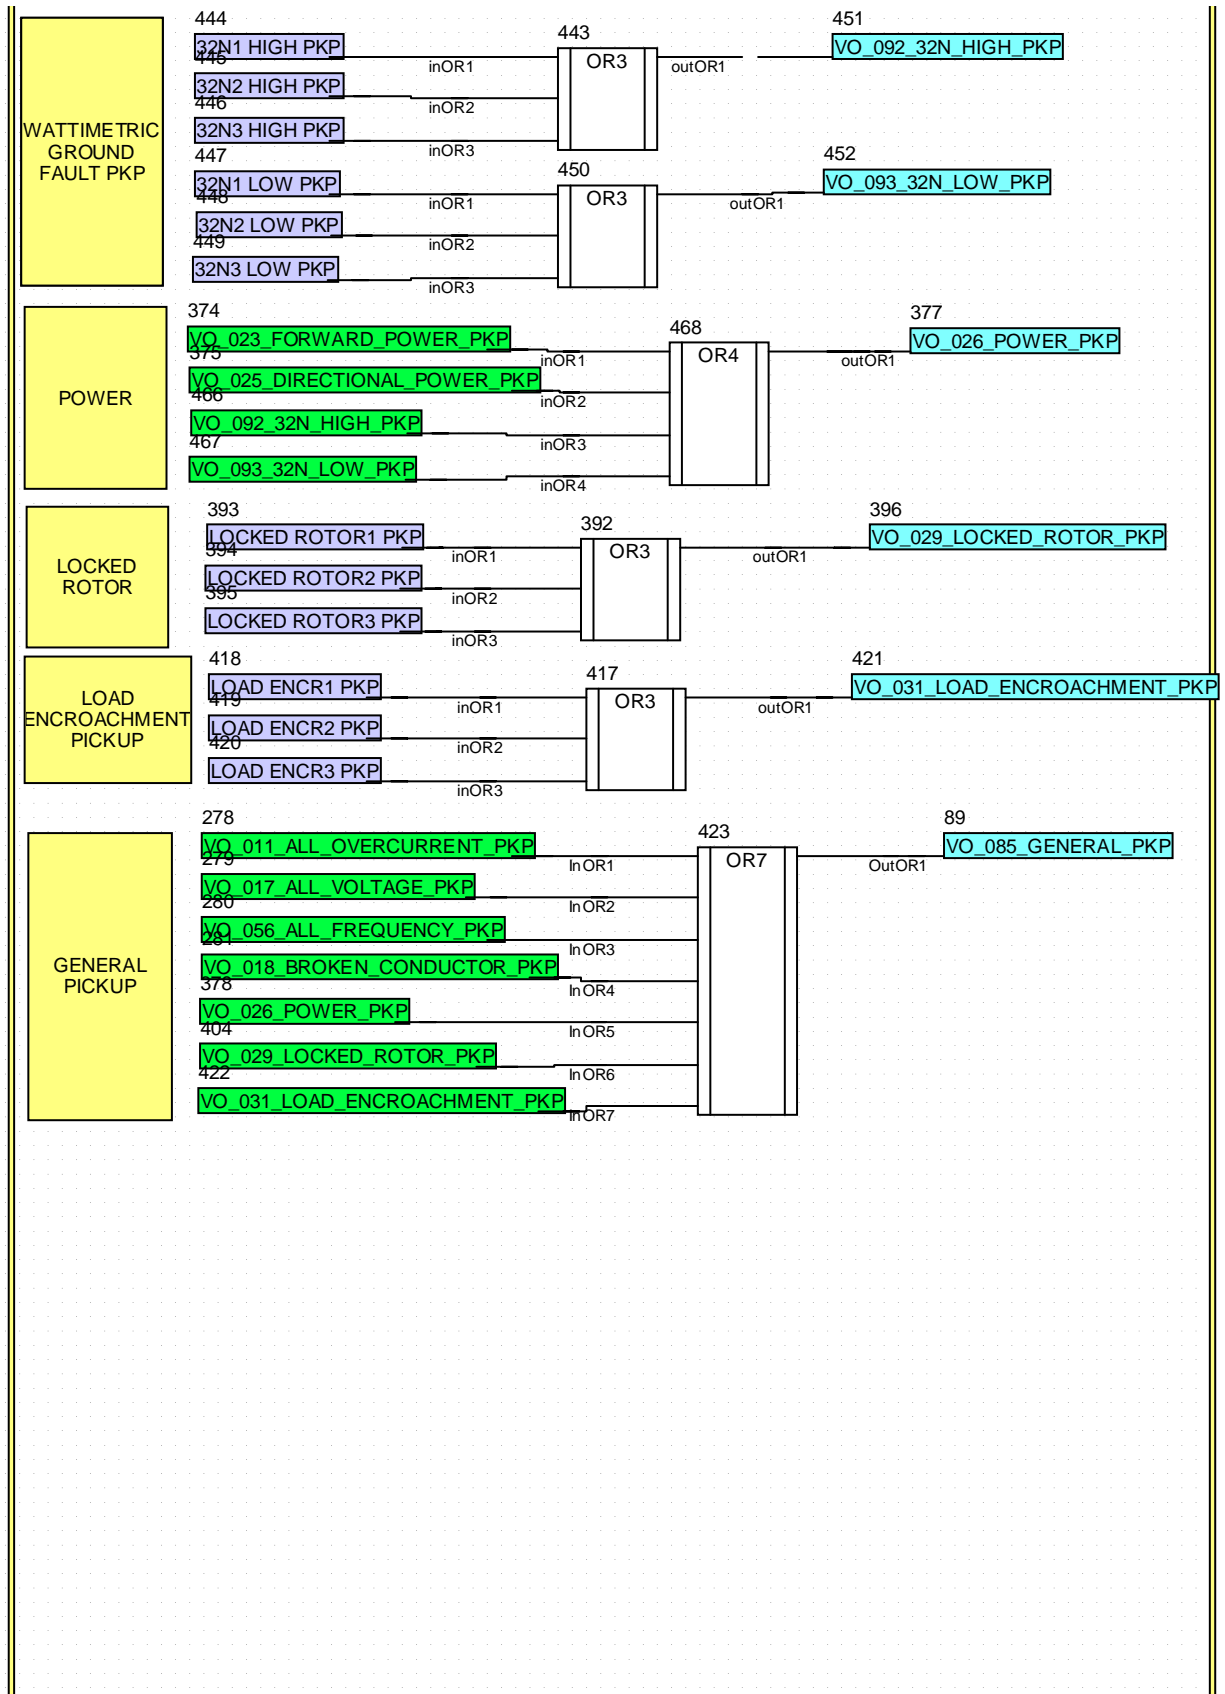 WATTIMETRIC
GROUND
FAULT PKP
444
32N1 HIGH PKP
445
32N2 HIGH PKP
446
32N3 HIGH PKP
447
32N1 LOW PKP
448
32N2 LOW PKP
449
32N3 LOW PKP
inOR1
inOR2
inOR3
inOR1
inOR2
inOR3
443
OR3
450
OR3
outOR1
outOR1
451
VO_092_32N_HIGH_PKP
452
VO_093_32N_LOW_PKP
POWER
374
VO_023_FORWARD_POWER_PKP
375
VO_025_DIRECTIONAL_POWER_PKP
466
VO_092_32N_HIGH_PKP
467
VO_093_32N_LOW_PKP
inOR1
inOR2
inOR3
inOR4
468
OR4
outOR1
377
VO_026_POWER_PKP
LOCKED
ROTOR
393
LOCKED ROTOR1 PKP
394
LOCKED ROTOR2 PKP
395
LOCKED ROTOR3 PKP
inOR1
inOR2
inOR3
392
OR3
outOR1
396
VO_029_LOCKED_ROTOR_PKP
LOAD
ENCROACHMENT
PICKUP
418
LOAD ENCR1 PKP
419
LOAD ENCR2 PKP
420
LOAD ENCR3 PKP
inOR1
inOR2
inOR3
417
OR3
outOR1
421
VO_031_LOAD_ENCROACHMENT_PKP
GENERAL
PICKUP
278
VO_011_ALL_OVERCURRENT_PKP
279
VO_017_ALL_VOLTAGE_PKP
280
VO_056_ALL_FREQUENCY_PKP
281
VO_018_BROKEN_CONDUCTOR_PKP
378
VO_026_POWER_PKP
404
VO_029_LOCKED_ROTOR_PKP
422
VO_031_LOAD_ENCROACHMENT_PKP
InOR1
InOR2
InOR3
InOR4
InOR5
InOR6
InOR7
423
OR7
OutOR1
89
VO_085_GENERAL_PKP